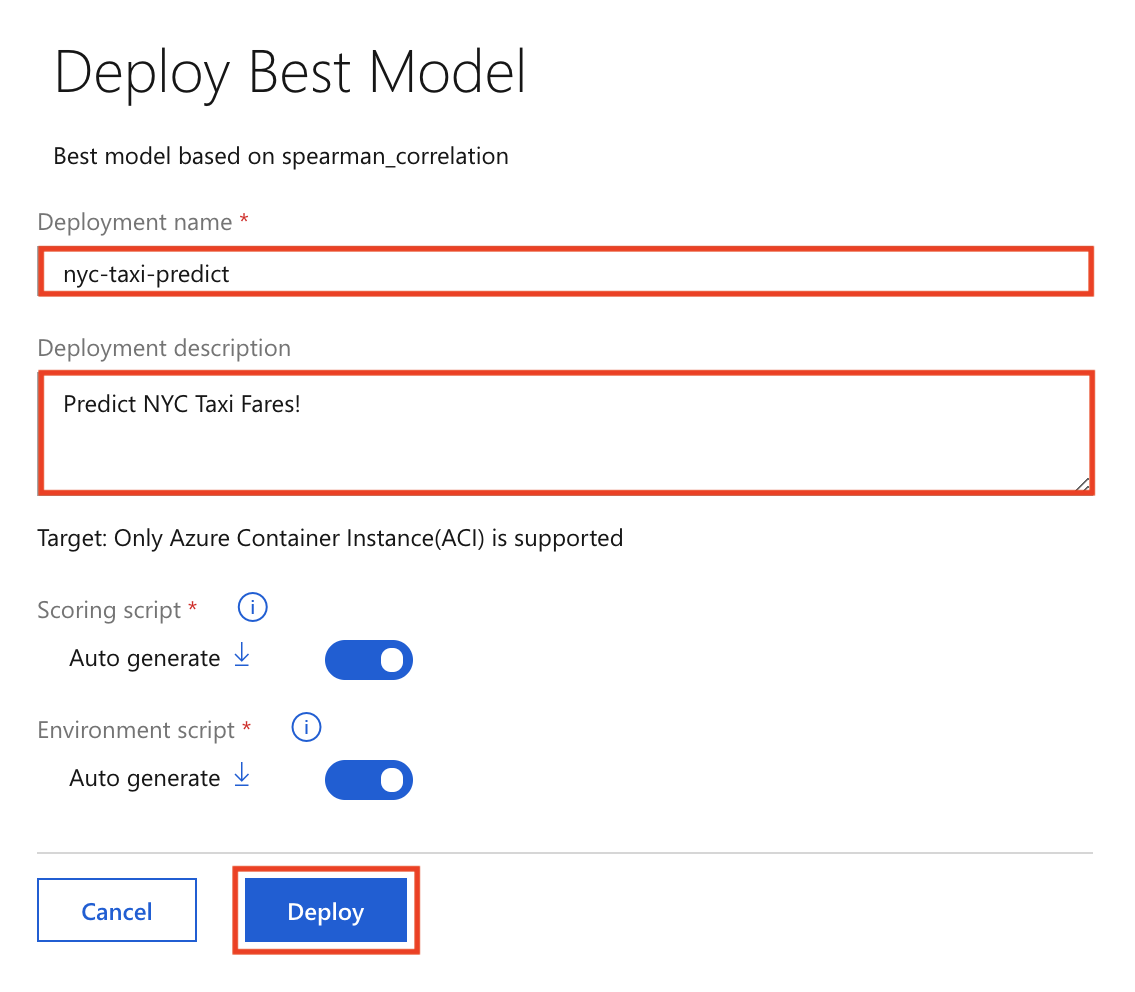 Deploy Best Model
Best model based on spearman_correlation
Deployment name *
nyc-taxi-predict
Deployment description
Predict NYC Taxi Fares!
Target: Only Azure Container Instance(ACI) is supported
Scoring script * i
Auto generate
Environment script * i
Auto generate
Cancel Deploy